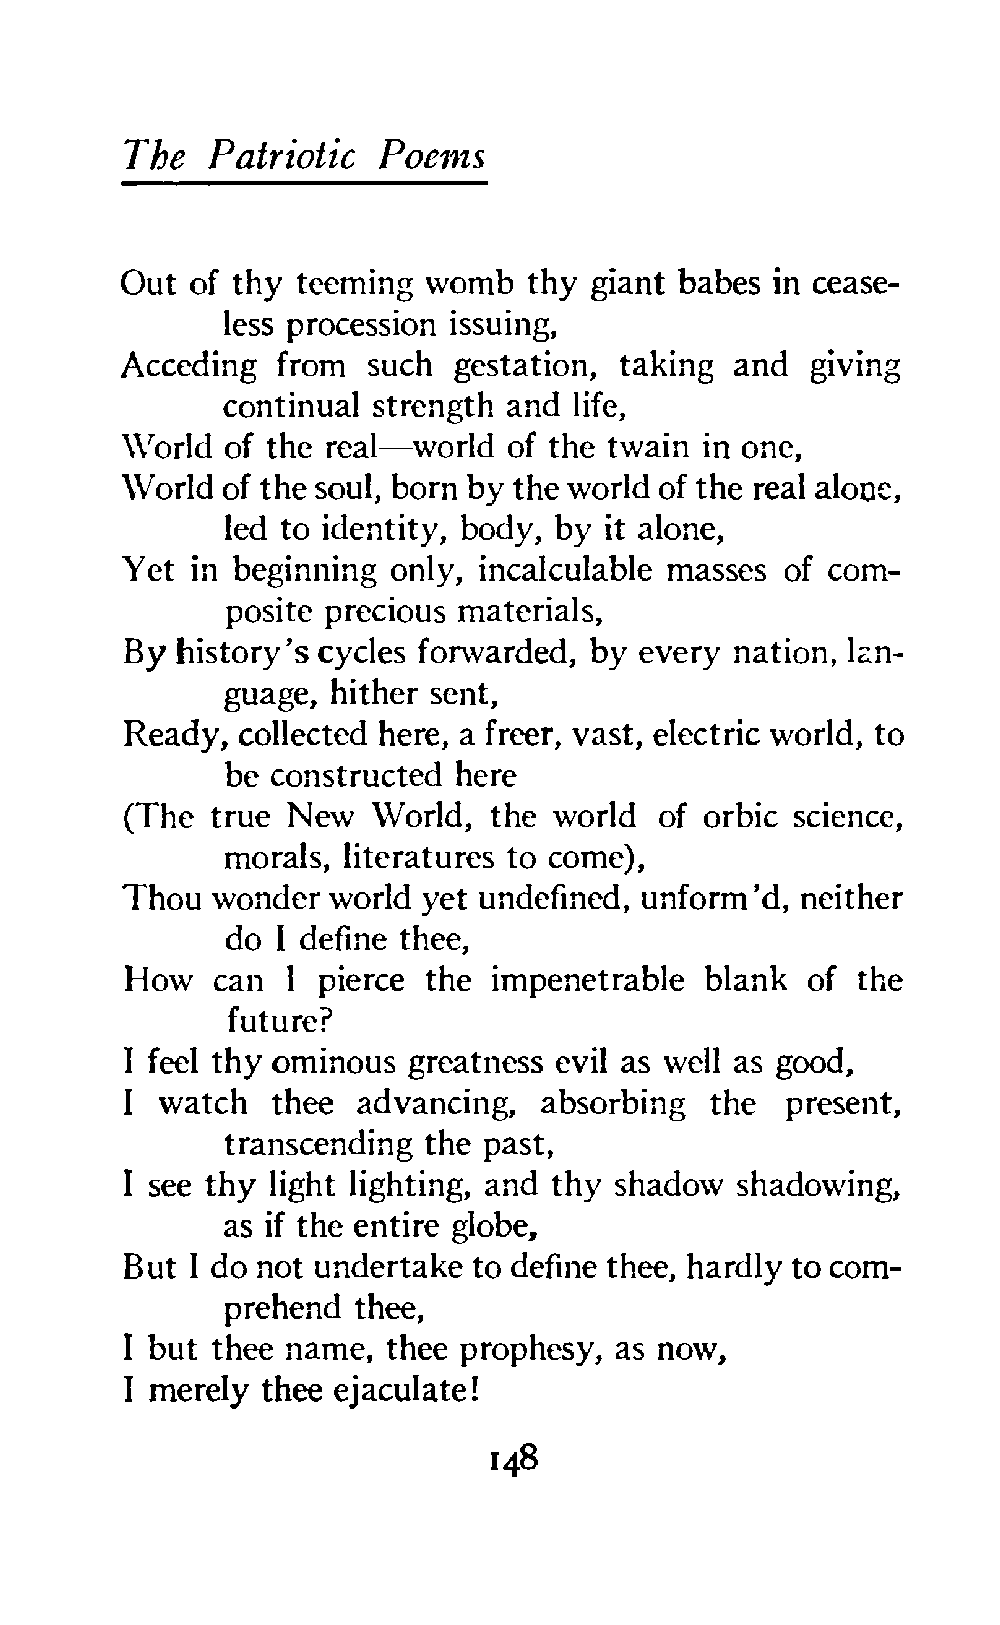 The Patriotic Poems
Out of thy teeming womb thy giant babes in cease-
less procession issuing,
Acceding from such gestation, taking and giving
continual strength and life,
World of the real—world of the twain in one,
World of the soul, born by the world of the real alone,
led to identity, body, by it alone,
Yet in beginning only, incalculable masses of com-
posite precious materials,
By history's cycles forwarded, by every nation, lan-
guage, hither sent,
Ready, collected here, a freer, vast, electric world, to
be constructed here
(The true New World, the world of orbic science,
morals, literatures to come),
Thou wonder world yet undefined, unform'd, neither
do I define thee,
How can I pierce the impenetrable blank of the
future?
I feel thy ominous greatness evil as well as good,
I watch thee advancing, absorbing the present,
transcending the past,
I see thy light lighting, and thy shadow shadowing,
as if the entire globe,
But I do not undertake to define thee, hardly to com-
prehend thee,
I but thee name, thee prophesy, as now,
I merely thee ejaculate!
148